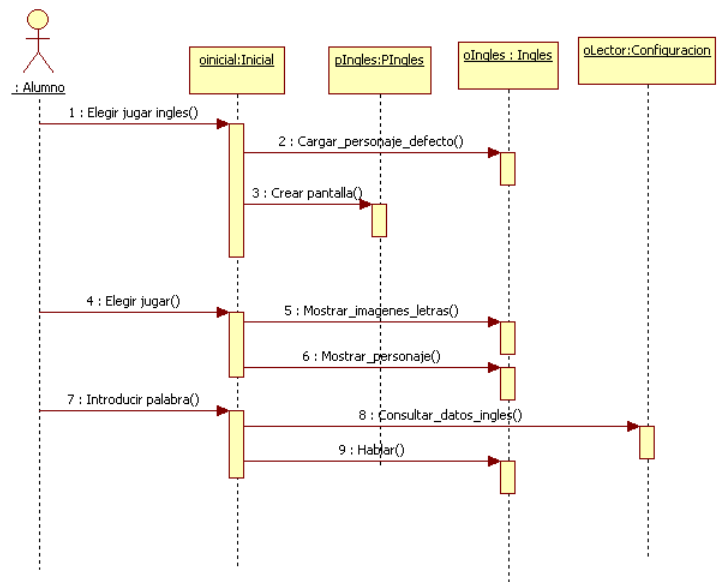 oinicial:Inicial
pIngles:PIngles
oIngles : Ingles
oLector:Configuracion
: Alumno
1 : Elegir jugar ingles()
2 : Cargar_personaje_defecto()
3 : Crear pantalla()
4 : Elegir jugar()
5 : Mostrar_imagenes_letras()
6 : Mostrar_personaje()
7 : Introducir palabra()
8 : Consultar_datos_ingles()
9 : Hablar()